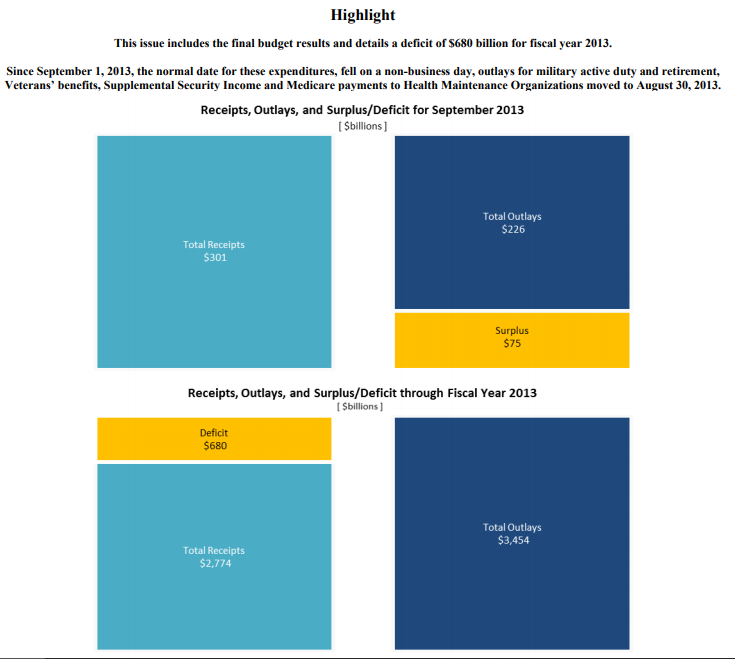 Highlight
This issue includes the final budget results and details a deficit of $680 billion for fiscal year 2013.
Since September 1, 2013, the normal date for these expenditures, fell on a non-business day, outlays for military active duty and retirement,
Veterans’ benefits, Supplemental Security Income and Medicare payments to Health Maintenance Organizations moved to August 30, 2013.
Receipts, Outlays, and Surplus/Deficit for September 2013
[ $billions ]
Total Receipts
$301
Total Outlays
$226
Surplus
$75
Receipts, Outlays, and Surplus/Deficit through Fiscal Year 2013
[ $billions ]
Deficit
$680
Total Receipts
$2,774
Total Outlays
$3,454